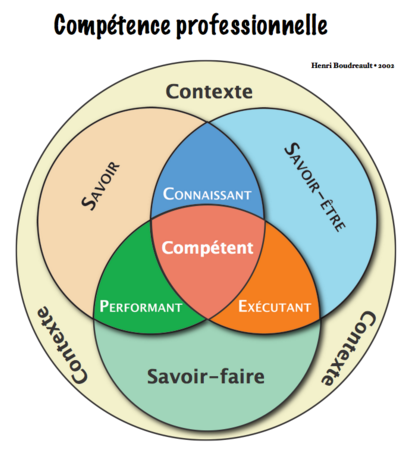 Compétence professionnelle
Henri Boudreault • 2002
Contexte
SAVOIR
SAVOIR-ÊTRE
CONNAISSANT
Compétent
PERFORMANT
EXÉCUTANT
Contexte
Contexte
Savoir-faire